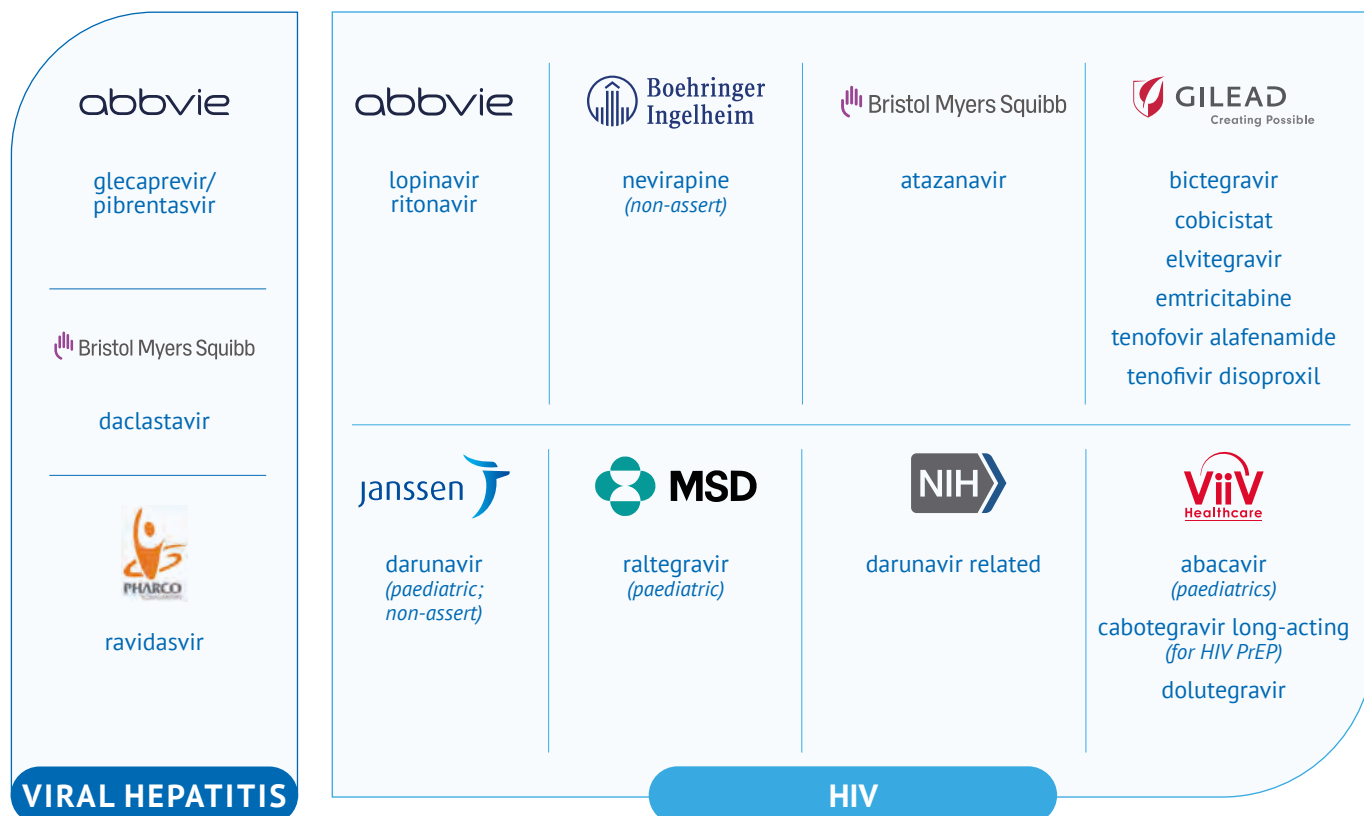 abbvie
glecaprevir/
pibrentasvir
Bristol Myers Squibb
daclastavir
PHARCO
ravidasvir
VIRAL HEPATITIS
abbvie
lopinavir
ritonavir
Boehringer
Ingelheim
nevirapine
(non-assert)
Bristol Myers Squibb
atazanavir
GILEAD
Creating Possible
bictegravir
cobicistat
elvitegravir
emtricitabine
tenofovir alafenamide
tenofivir disoproxil
janssen
darunavir
(paediatric;
non-assert)
MSD
raltegravir
(paediatric)
NIH
darunavir related
ViiV
Healthcare
abacavir
(paediatrics)
cabotegravir long-acting
(for HIV PrEP)
dolutegravir
HIV